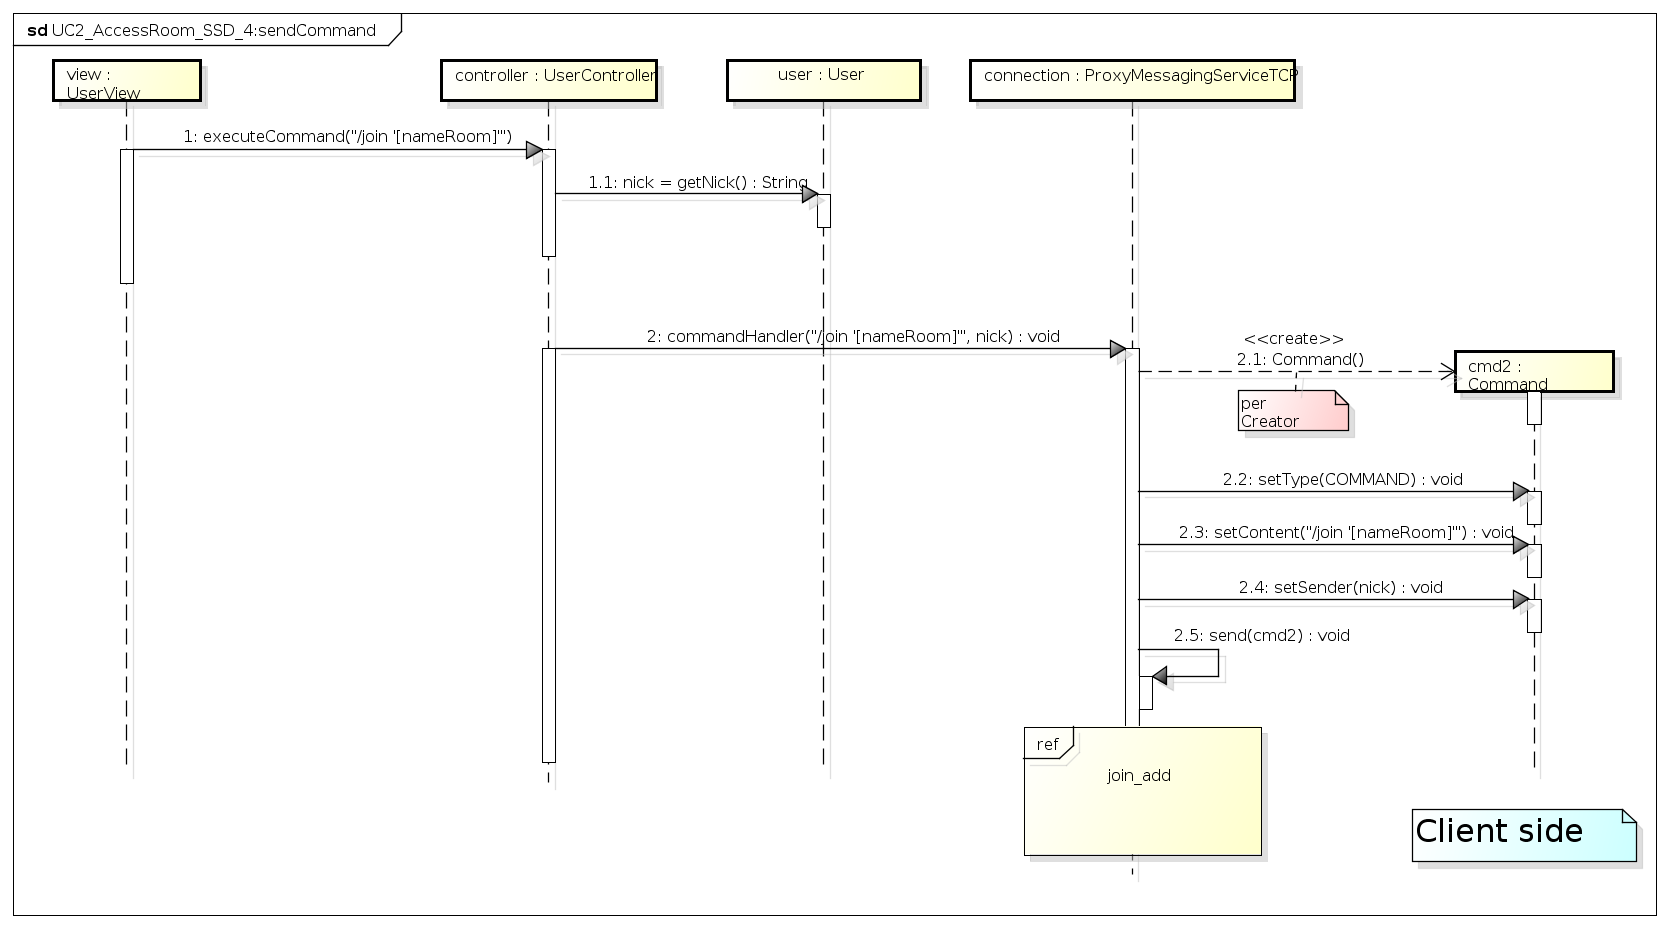 sd UC2_AccessRoom_SSD_4:sendCommand
view :
UserView
controller : UserController
user : User
connection : ProxyMessagingServiceTCP
1: executeCommand("/join '[nameRoom]'")
1.1: nick = getNick() : String
2: commandHandler("/join '[nameRoom]'", nick) : void
<<create>>
2.1: Command()
cmd2 :
Command
per
Creator
2.2: setType(COMMAND) : void
2.3: setContent("/join '[nameRoom]'") : void
2.4: setSender(nick) : void
2.5: send(cmd2) : void
ref
join_add
Client side